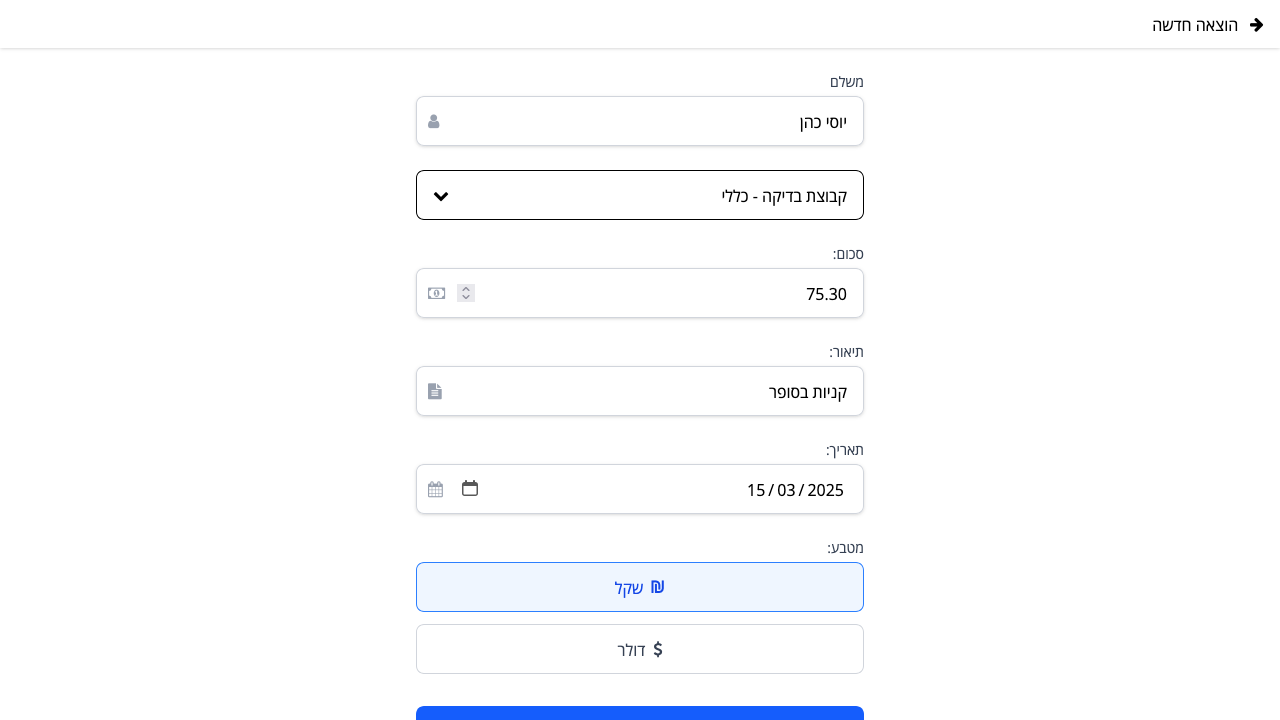 הוצאה חדשה
משלם
יוסי כהן
קבוצת בדיקה - כללי
סכום:
75.30
תיאור:
קניות בסופר
תאריך:
15/03/2025
מטבע:
₪ שקל
$ דולר